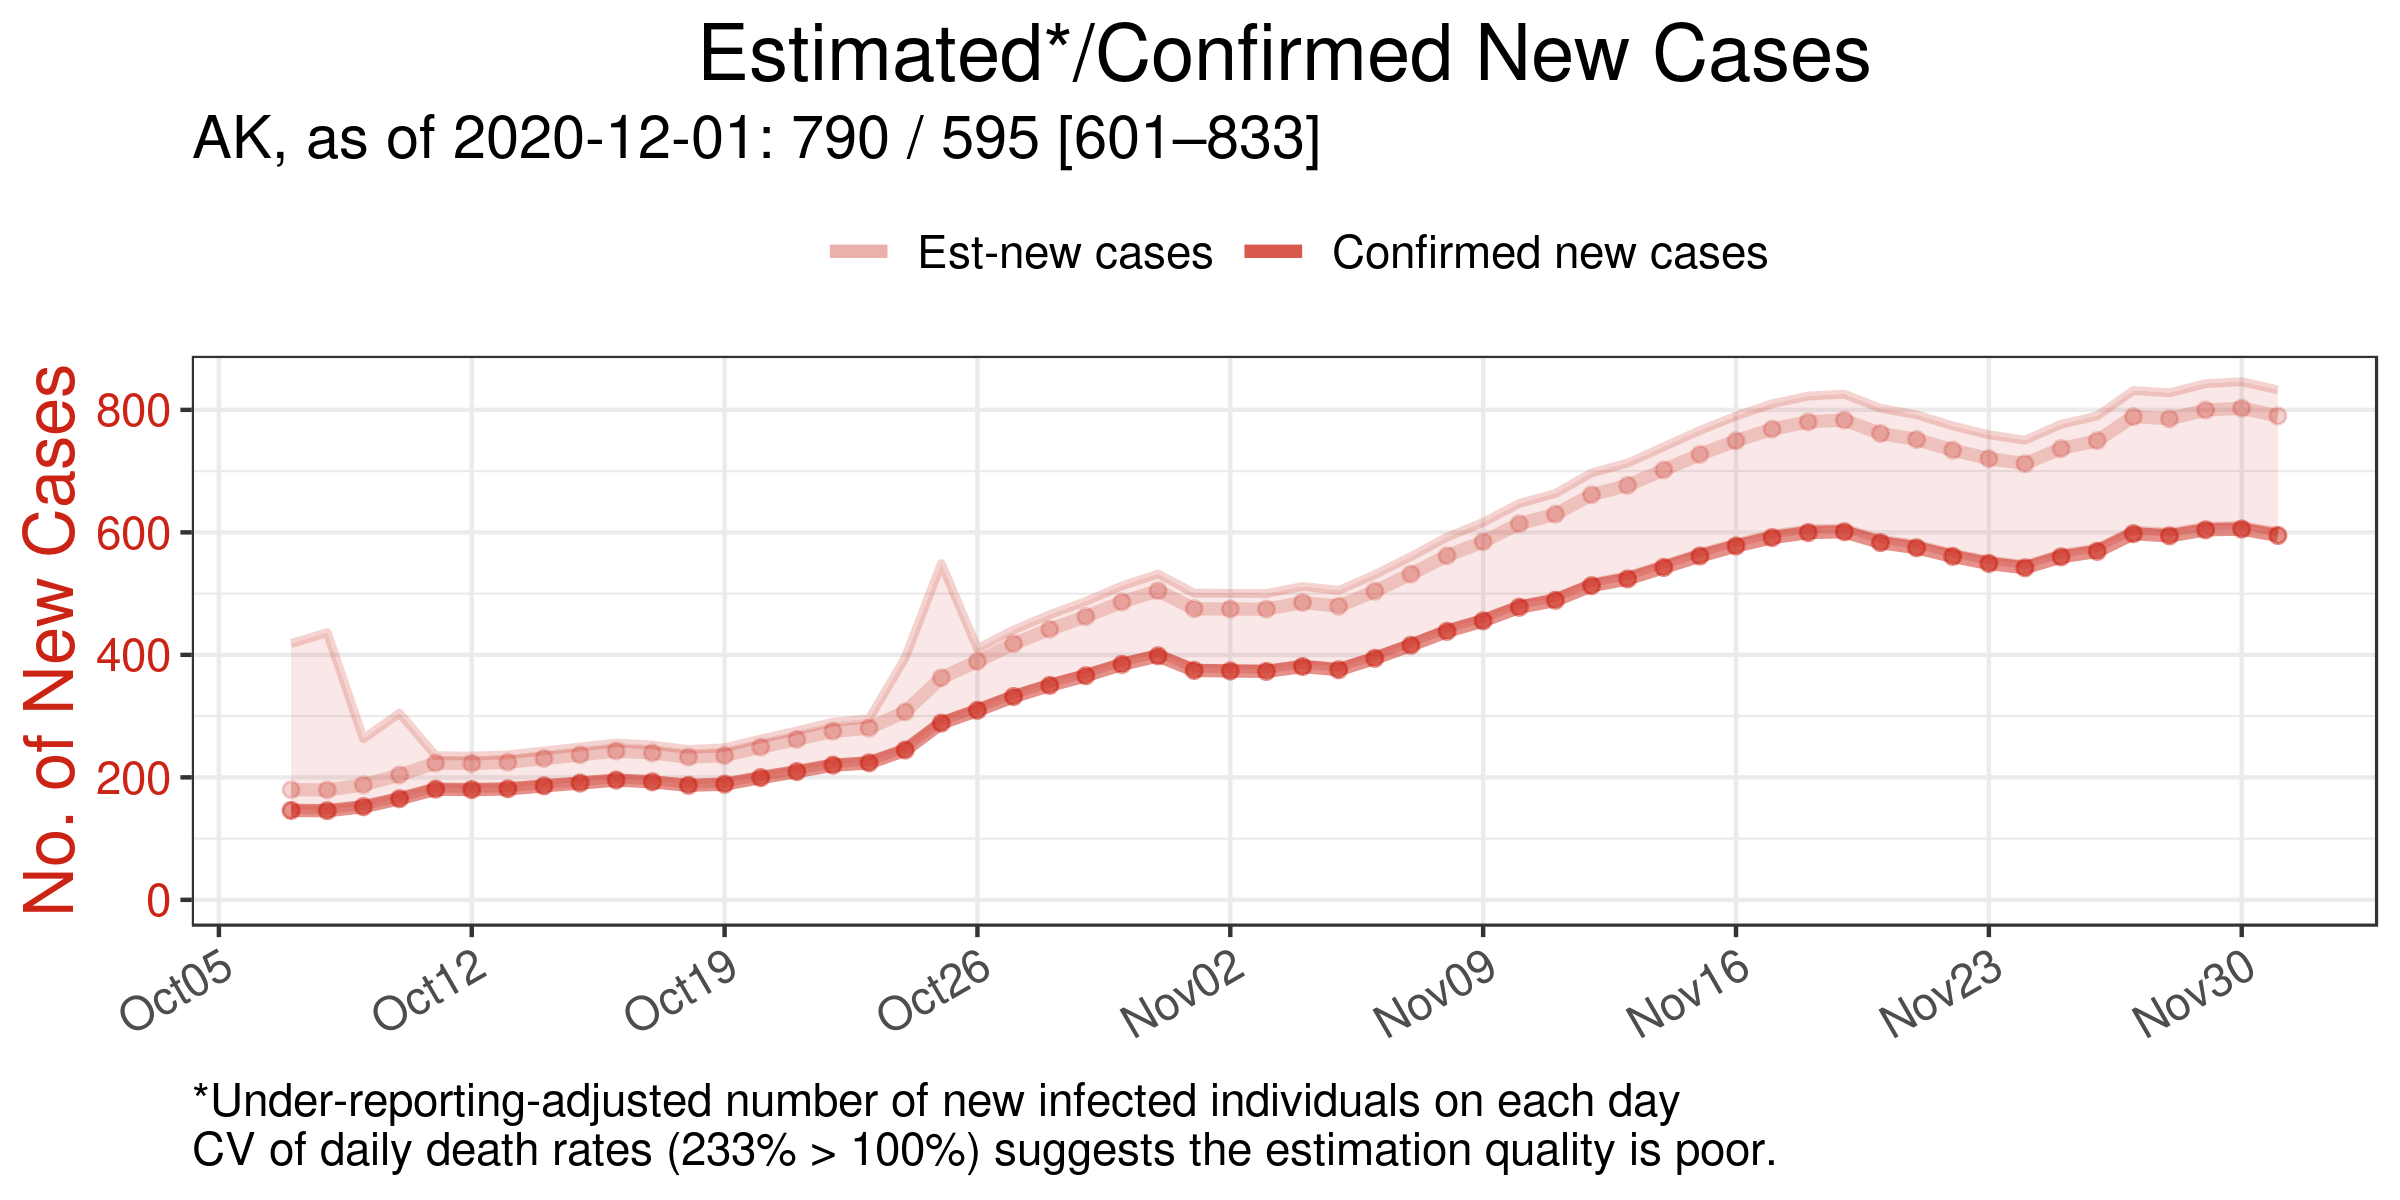 Estimated*/Confirmed New Cases
AK, as of 2020-12-01: 790 / 595 [601–833]
Est-new cases
Confirmed new cases
No. of New Cases
800
600
400
200
0
Oct05
Oct12
Oct19
Oct26
Nov02
Nov09
Nov16
Nov23
Nov30
*Under-reporting-adjusted number of new infected individuals on each day
CV of daily death rates (233% > 100%) suggests the estimation quality is poor.